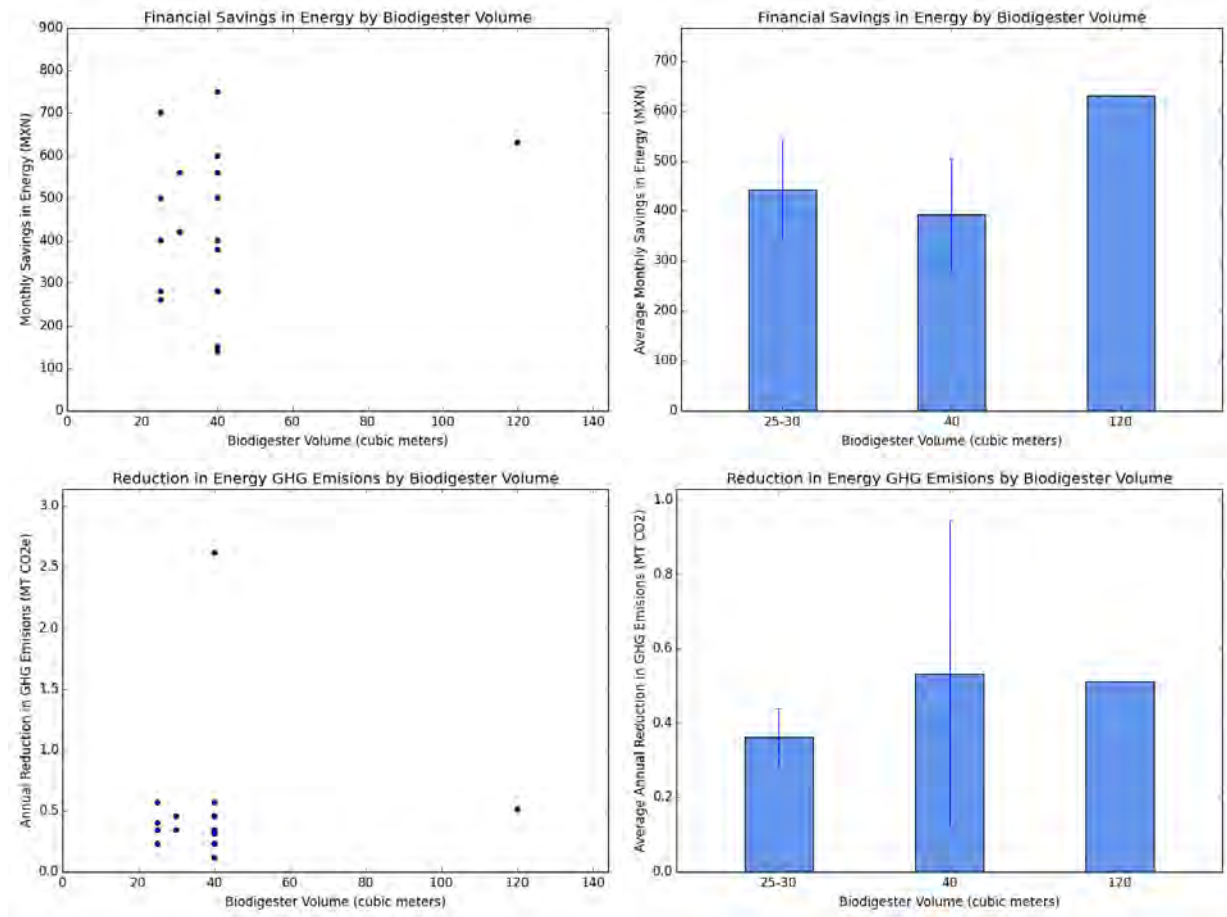 Financial Savings in Energy by Biodigester Volume
Monthly Savings in Energy (MXN)
900
800
700
600
500
400
300
200
100
0
0 20 40 60 80 100 120 140
Biodigester Volume (cubic meters)
Financial Savings in Energy by Biodigester Volume
Average Monthly Savings in Energy (MXN)
700
600
500
400
300
200
100
0
25-30 40 120
Biodigester Volume (cubic meters)
Reduction in Energy GHG Emisions by Biodigester Volume
Annual Reduction in GHG Emisions (MT CO2e)
3.0
2.5
2.0
1.5
1.0
0.5
0.0
0 20 40 60 80 100 120 140
Biodigester Volume (cubic meters)
Reduction in Energy GHG Emisions by Biodigester Volume
Average Annual Reduction in GHG Emisions (MT CO2)
1.0
0.8
0.6
0.4
0.2
0.0
25-30 40 120
Biodigester Volume (cubic meters)